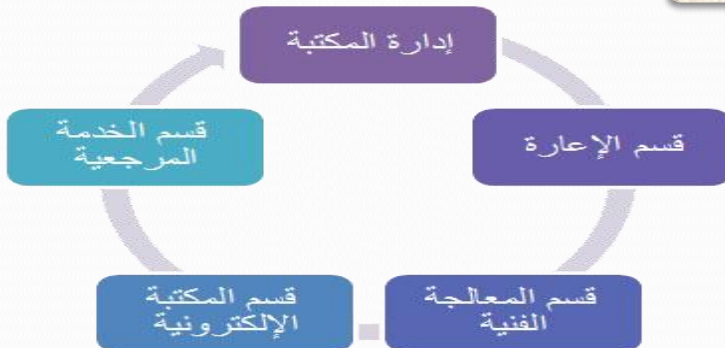 إدارة المكتبة
قسم الإعارة
قسم المعالجة
الفنية
قسم المكتبة
الإلكترونية
قسم الخدمة
المرجعية